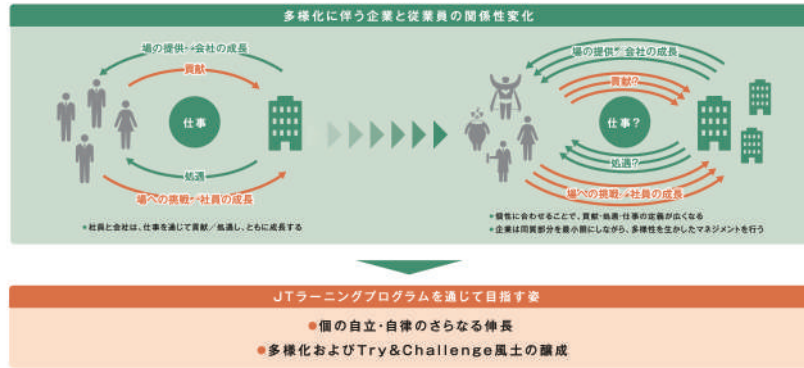 多様化に伴う企業と従業員の関係性変化
場の提供・会社の成長
貢献
仕事
処遇
場への挑戦・社員の成長
●社員と会社は、仕事を通じて貢献／処遇し、ともに成長する
場の提供・会社の成長
貢献?
仕事?
処遇?
場への挑戦／社員の成長
●個性に合わせることで、貢献・処遇・仕事の定義が広くなる
●企業は同質部分を最小限にしながら、多様性を生かしたマネジメントを行う
JTラーニングプログラムを通じて目指す姿
●個の自立・自律のさらなる伸長
●多様化およびTry&Challenge風土の醸成